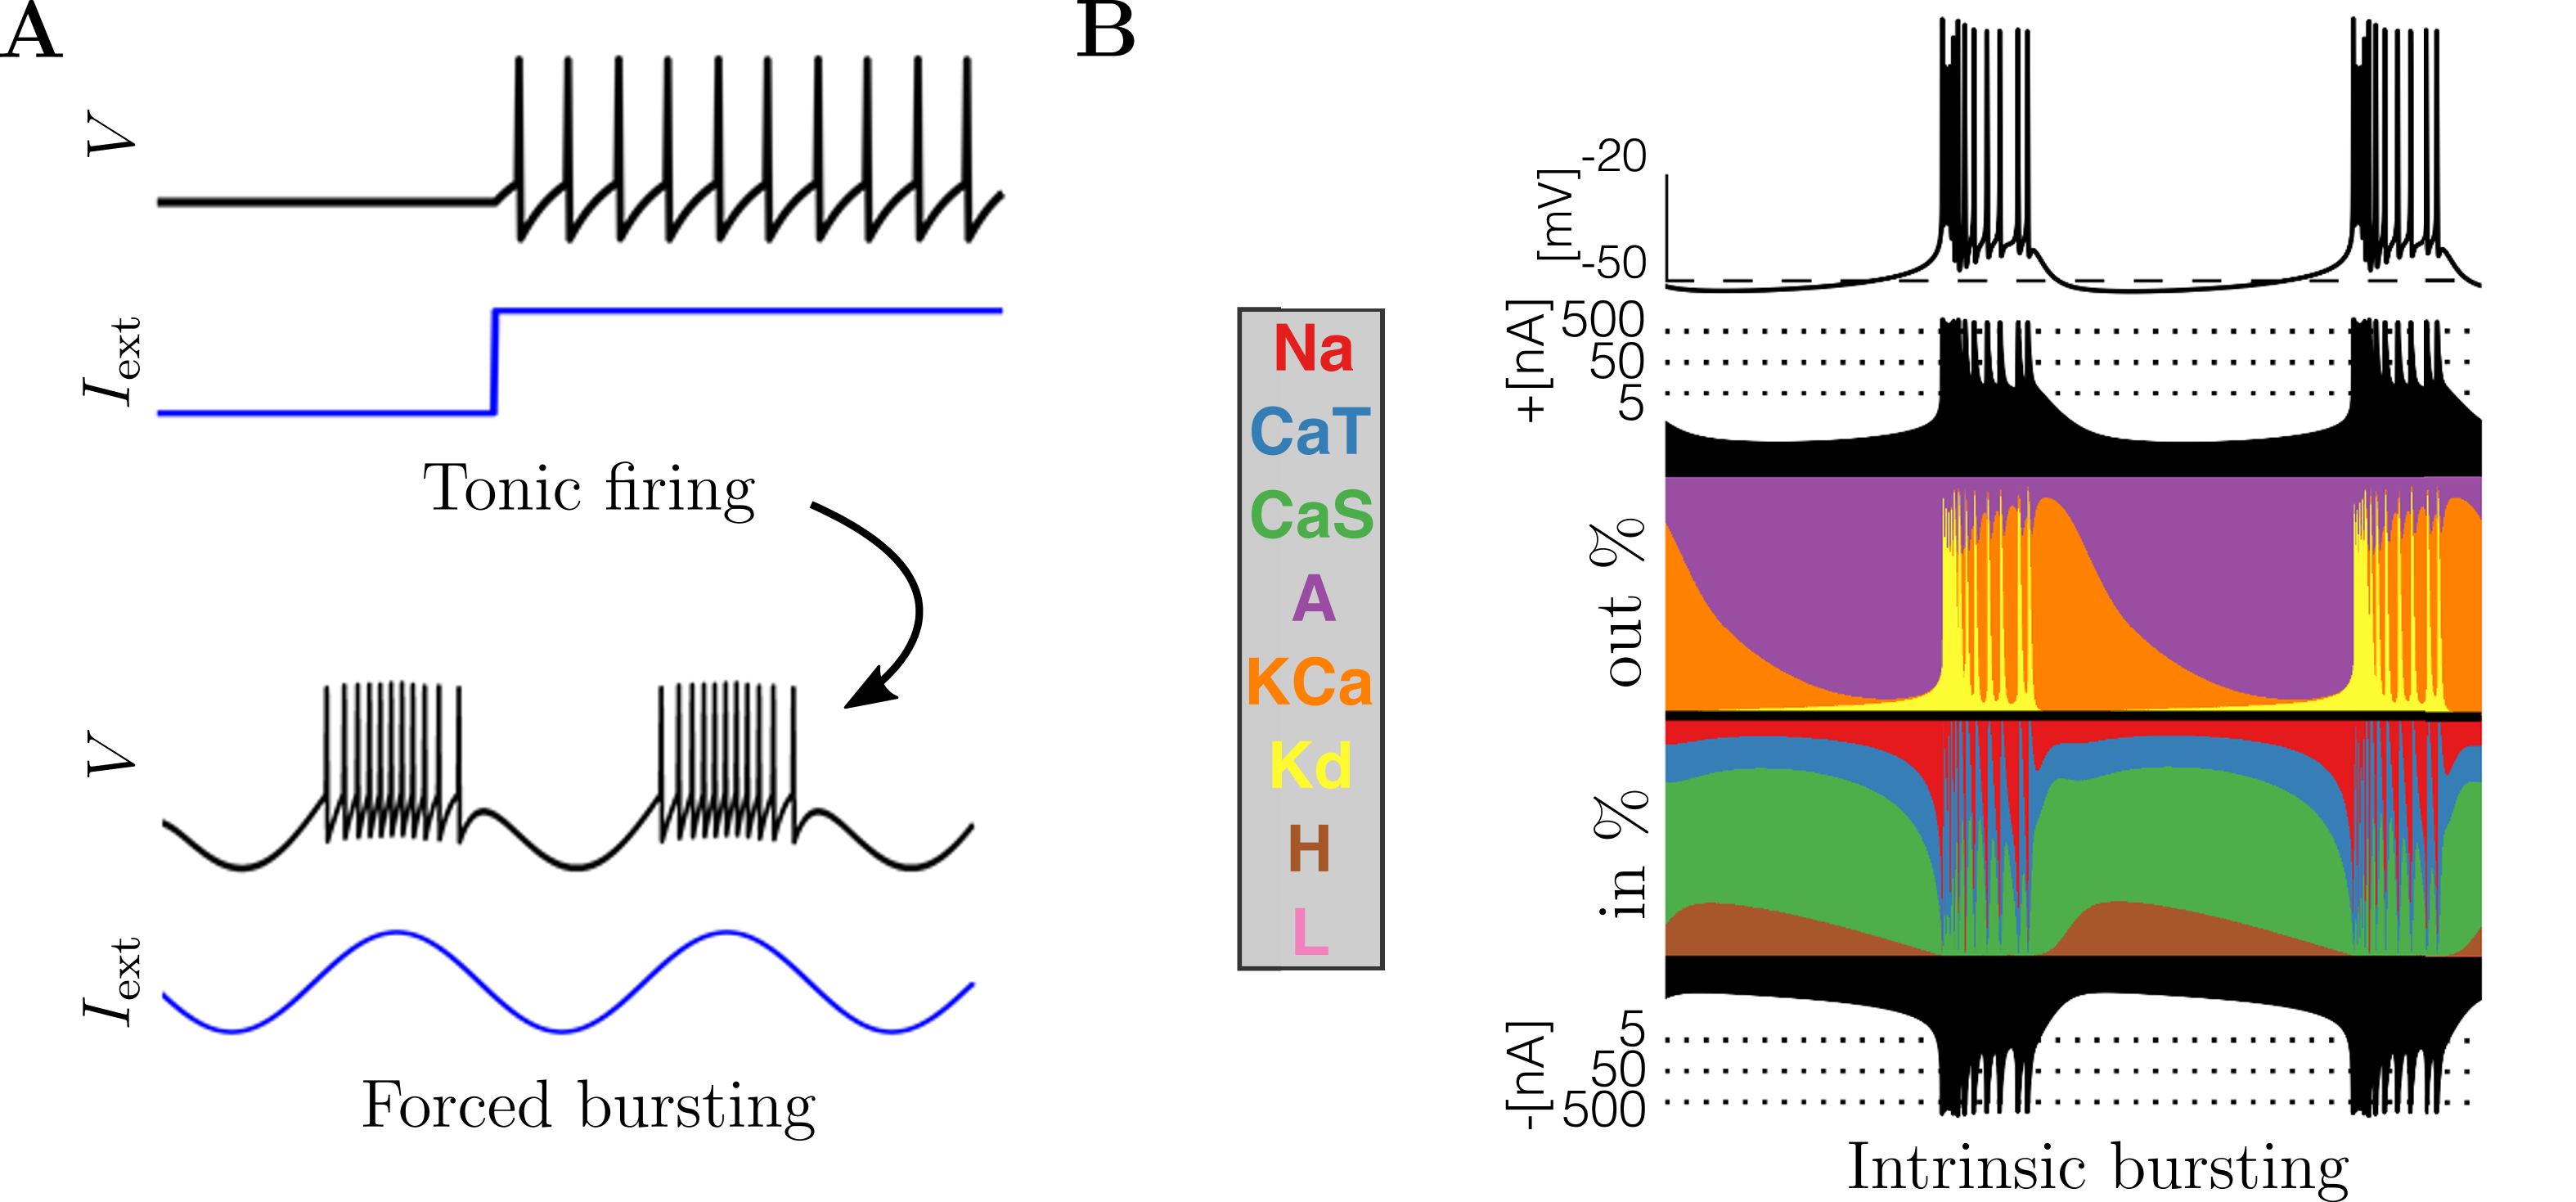 A
V
I_ext
Tonic firing
V
I_ext
Forced bursting
B
Na
CaT
CaS
A
KCa
Kd
H
L
[mV]
-20
-50
+[nA]
500
50
5
out %
in %
-[nA]
5
50
500
Intrinsic bursting